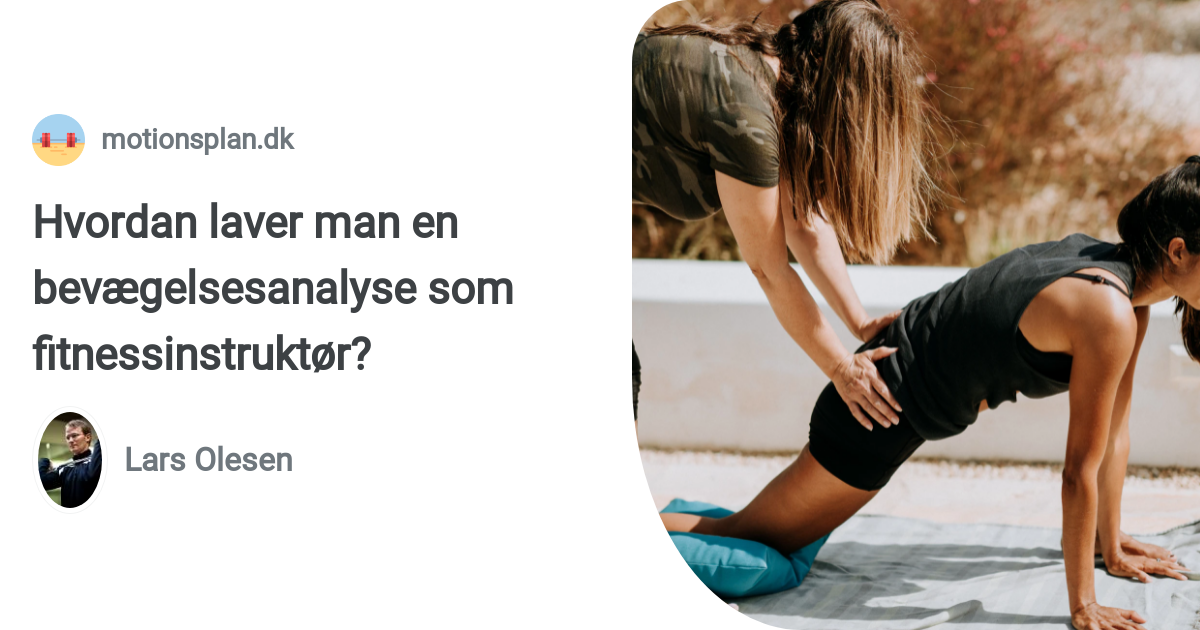 motionsplan.dk
Hvordan laver man en
bevægelsesanalyse som
fitnessinstruktør?
Lars Olesen